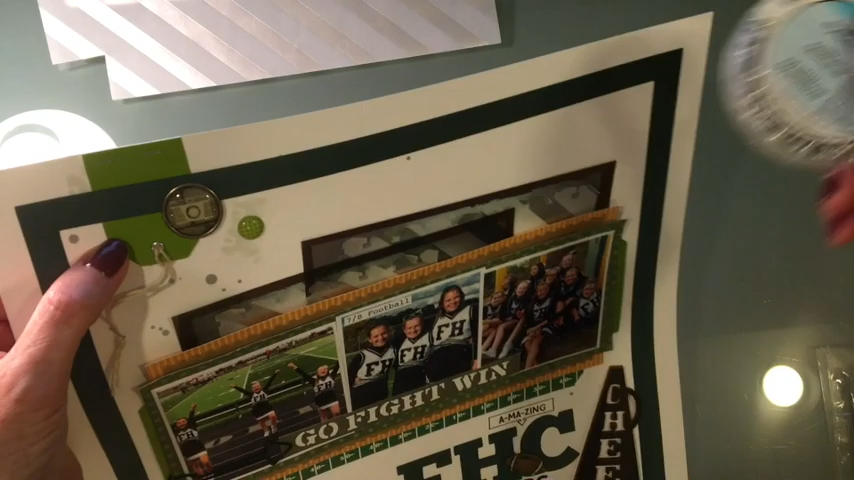 7/8 Football
FH
FH
FH
GO FIGHT WIN
A-MA-ZING
FHC
CHEE